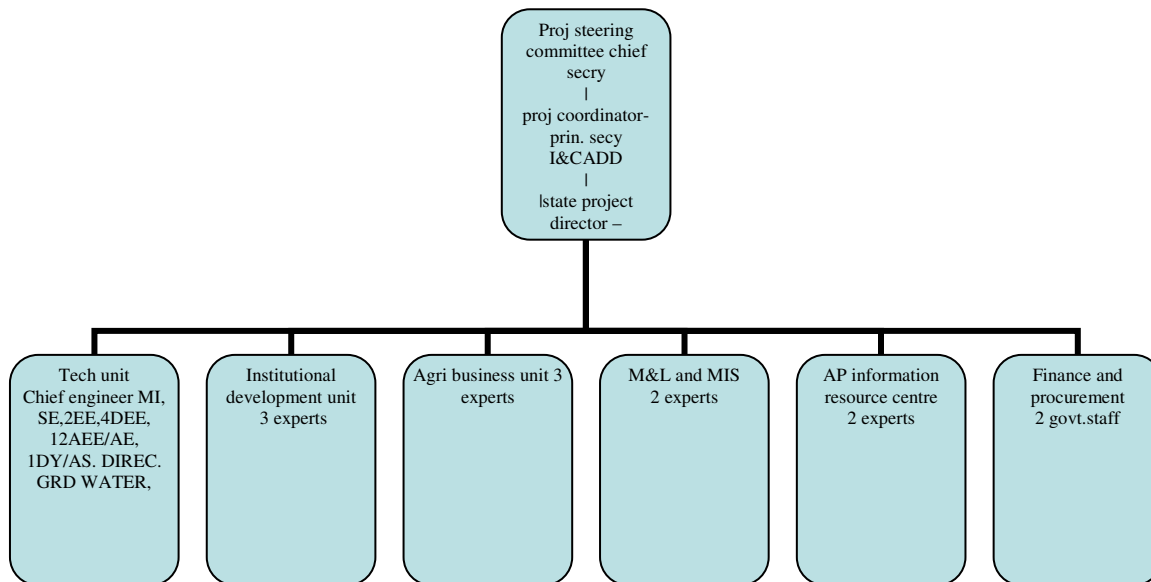 Proj steering
committee chief
secry
|
proj coordinator-
prin. secy
I&CADD
|
|state project
director –
Tech unit
Chief engineer MI,
SE,2EE,4DEE,
12AEE/AE,
1DY/AS. DIREC.
GRD WATER,
Institutional
development unit
3 experts
Agri business unit 3
experts
M&L and MIS
2 experts
AP information
resource centre
2 experts
Finance and
procurement
2 govt.staff